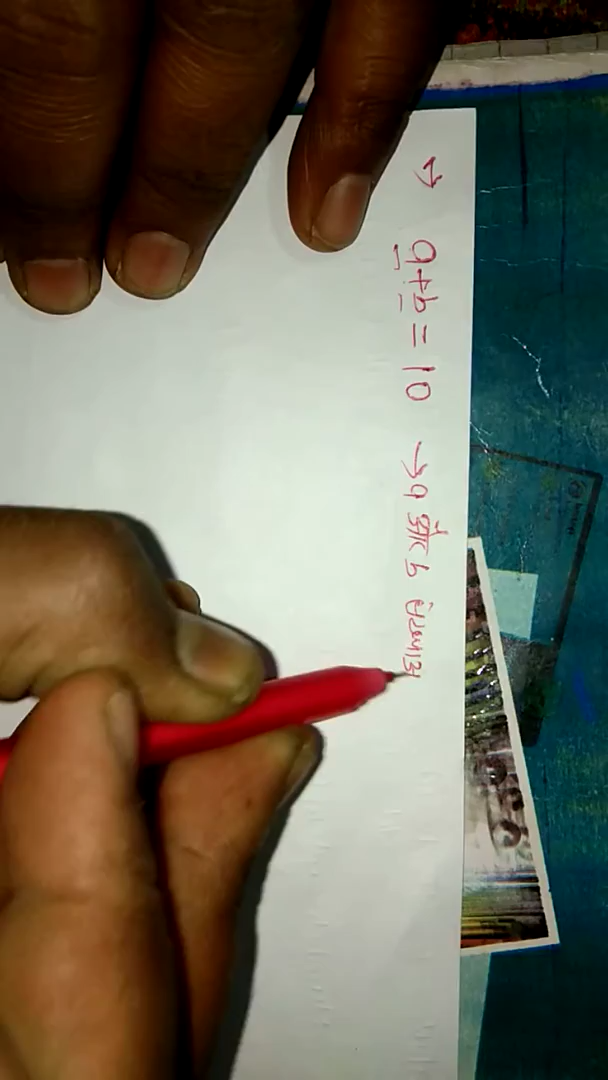 ↳ a + b = 10 → a और b संख्या